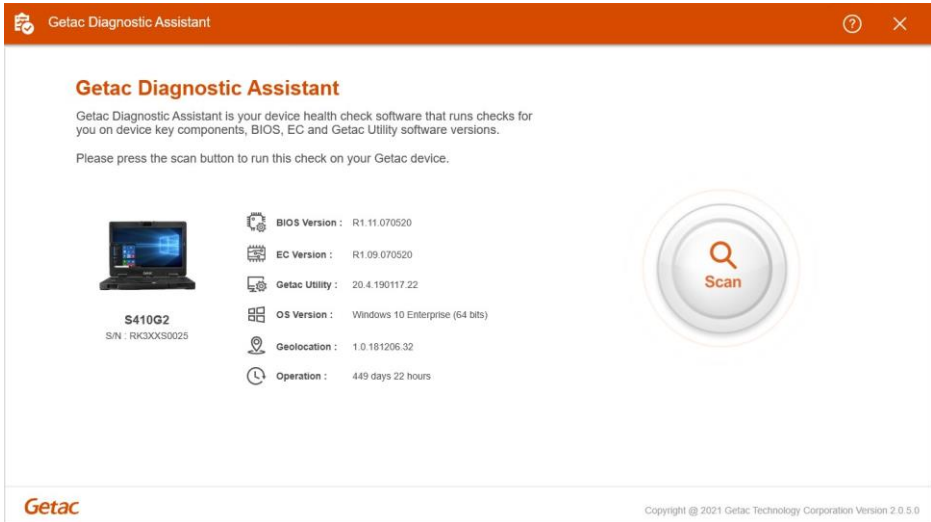 Getac Diagnostic Assistant
Getac Diagnostic Assistant
Getac Diagnostic Assistant is your device health check software that runs checks for
you on device key components, BIOS, EC and Getac Utility software versions.
Please press the scan button to run this check on your Getac device.
S410G2
S/N : RK3XXS0025
BIOS Version : R1.11.070520
EC Version : R1.09.070520
Getac Utility : 20.4.190117.22
OS Version : Windows 10 Enterprise (64 bits)
Geolocation : 1.0.181206.32
Operation : 449 days 22 hours
Scan
Getac
Copyright @ 2021 Getac Technology Corporation Version 2.0.5.0